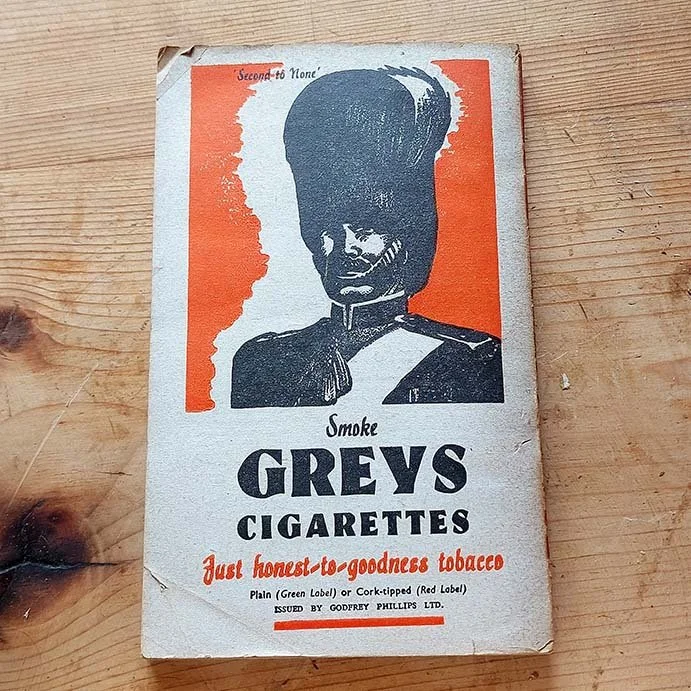 'Second to None'
Smoke
GREYS
CIGARETTES
Just honest-to-goodness tobacco
Plain (Green Label) or Cork-tipped (Red Label)
ISSUED BY GODFREY PHILLIPS LTD.